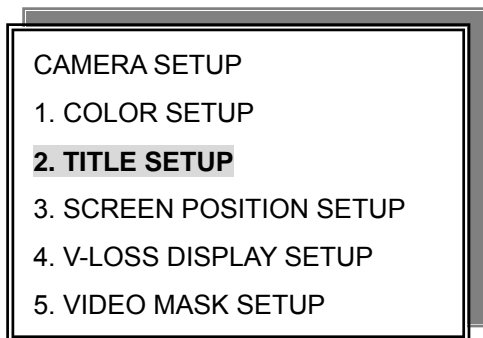 CAMERA SETUP
1. COLOR SETUP
2. TITLE SETUP
3. SCREEN POSITION SETUP
4. V-LOSS DISPLAY SETUP
5. VIDEO MASK SETUP